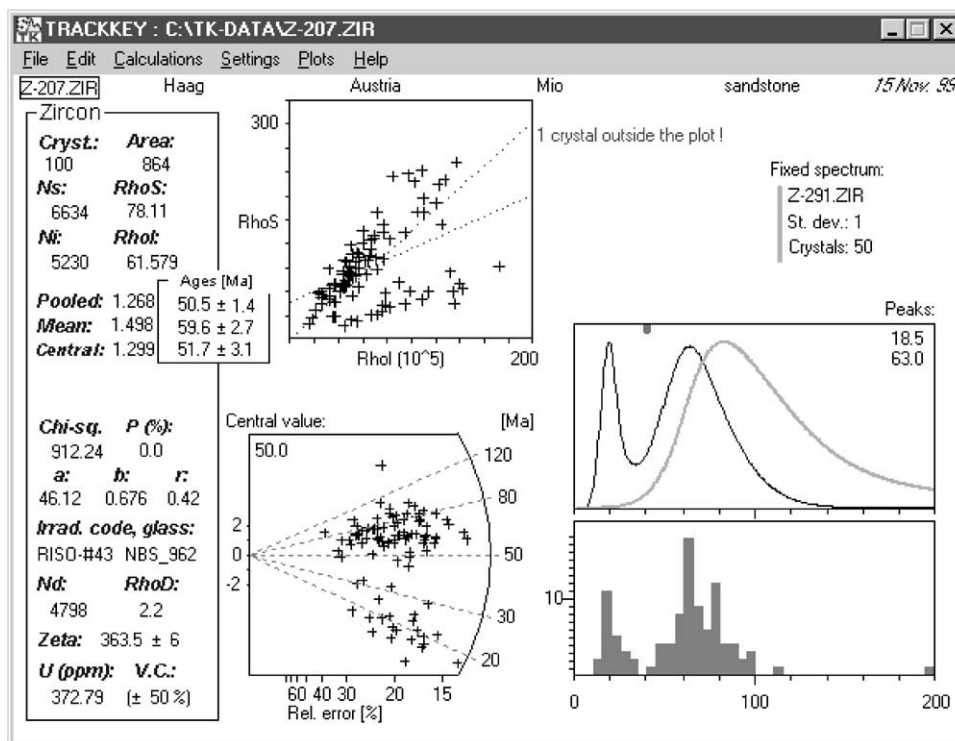 TRACKKEY : C:\TK-DATA\Z-207.ZIR
File Edit Calculations Settings Plots Help
Z-207.ZIR Haag Austria Mio sandstone 15 Nov. 99
Zircon
Cryst.: Area:
100 864
Ns: RhoS:
6634 78.11
Ni: RhoI:
5230 61.579
Ages [Ma]
Pooled: 1.268 50.5 ± 1.4
Mean: 1.498 59.6 ± 2.7
Central: 1.299 51.7 ± 3.1
Chi-sq. P (%):
912.24 0.0
a: b: r:
46.12 0.676 0.42
Irrad. code, glass:
RISO-#43 NBS_962
Nd: RhoD:
4798 2.2
Zeta: 363.5 ± 6
U (ppm): V.C.:
372.79 (± 50 %)
300
RhoS
RhoI (10^5) 200
1 crystal outside the plot !
Fixed spectrum:
Z-291.ZIR
St. dev.: 1
Crystals: 50
Central value: [Ma]
50.0
120
80
50
30
20
2
0
-2
60 40 30 20 15
Rel. error [%]
Peaks:
18.5
63.0
10
0 100 200